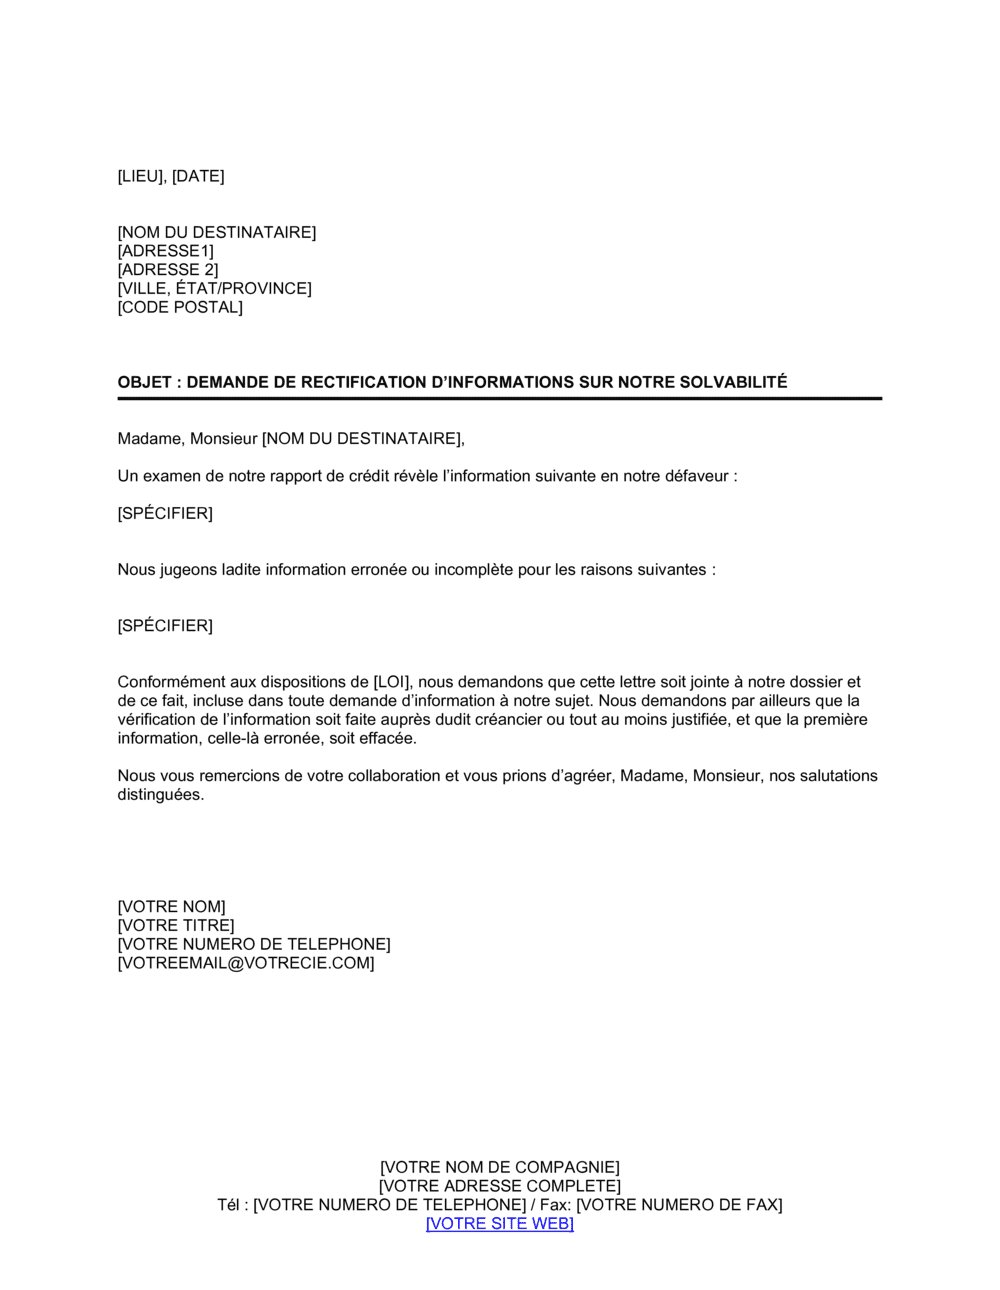 [LIEU], [DATE]
[NOM DU DESTINATAIRE]
[ADRESSE1]
[ADRESSE 2]
[VILLE, ÉTAT/PROVINCE]
[CODE POSTAL]
OBJET : DEMANDE DE RECTIFICATION D’INFORMATIONS SUR NOTRE SOLVABILITÉ
Madame, Monsieur [NOM DU DESTINATAIRE],
Un examen de notre rapport de crédit révèle l’information suivante en notre défaveur :
[SPÉCIFIER]
Nous jugeons ladite information erronée ou incomplète pour les raisons suivantes :
[SPÉCIFIER]
Conformément aux dispositions de [LOI], nous demandons que cette lettre soit jointe à notre dossier et
de ce fait, incluse dans toute demande d’information à notre sujet. Nous demandons par ailleurs que la
vérification de l’information soit faite auprès dudit créancier ou tout au moins justifiée, et que la première
information, celle-là erronée, soit effacée.
Nous vous remercions de votre collaboration et vous prions d’agréer, Madame, Monsieur, nos salutations
distinguées.
[VOTRE NOM]
[VOTRE TITRE]
[VOTRE NUMERO DE TELEPHONE]
[VOTREEMAIL@VOTRECIE.COM]
[VOTRE NOM DE COMPAGNIE]
[VOTRE ADRESSE COMPLETE]
Tél : [VOTRE NUMERO DE TELEPHONE] / Fax: [VOTRE NUMERO DE FAX]
[VOTRE SITE WEB]